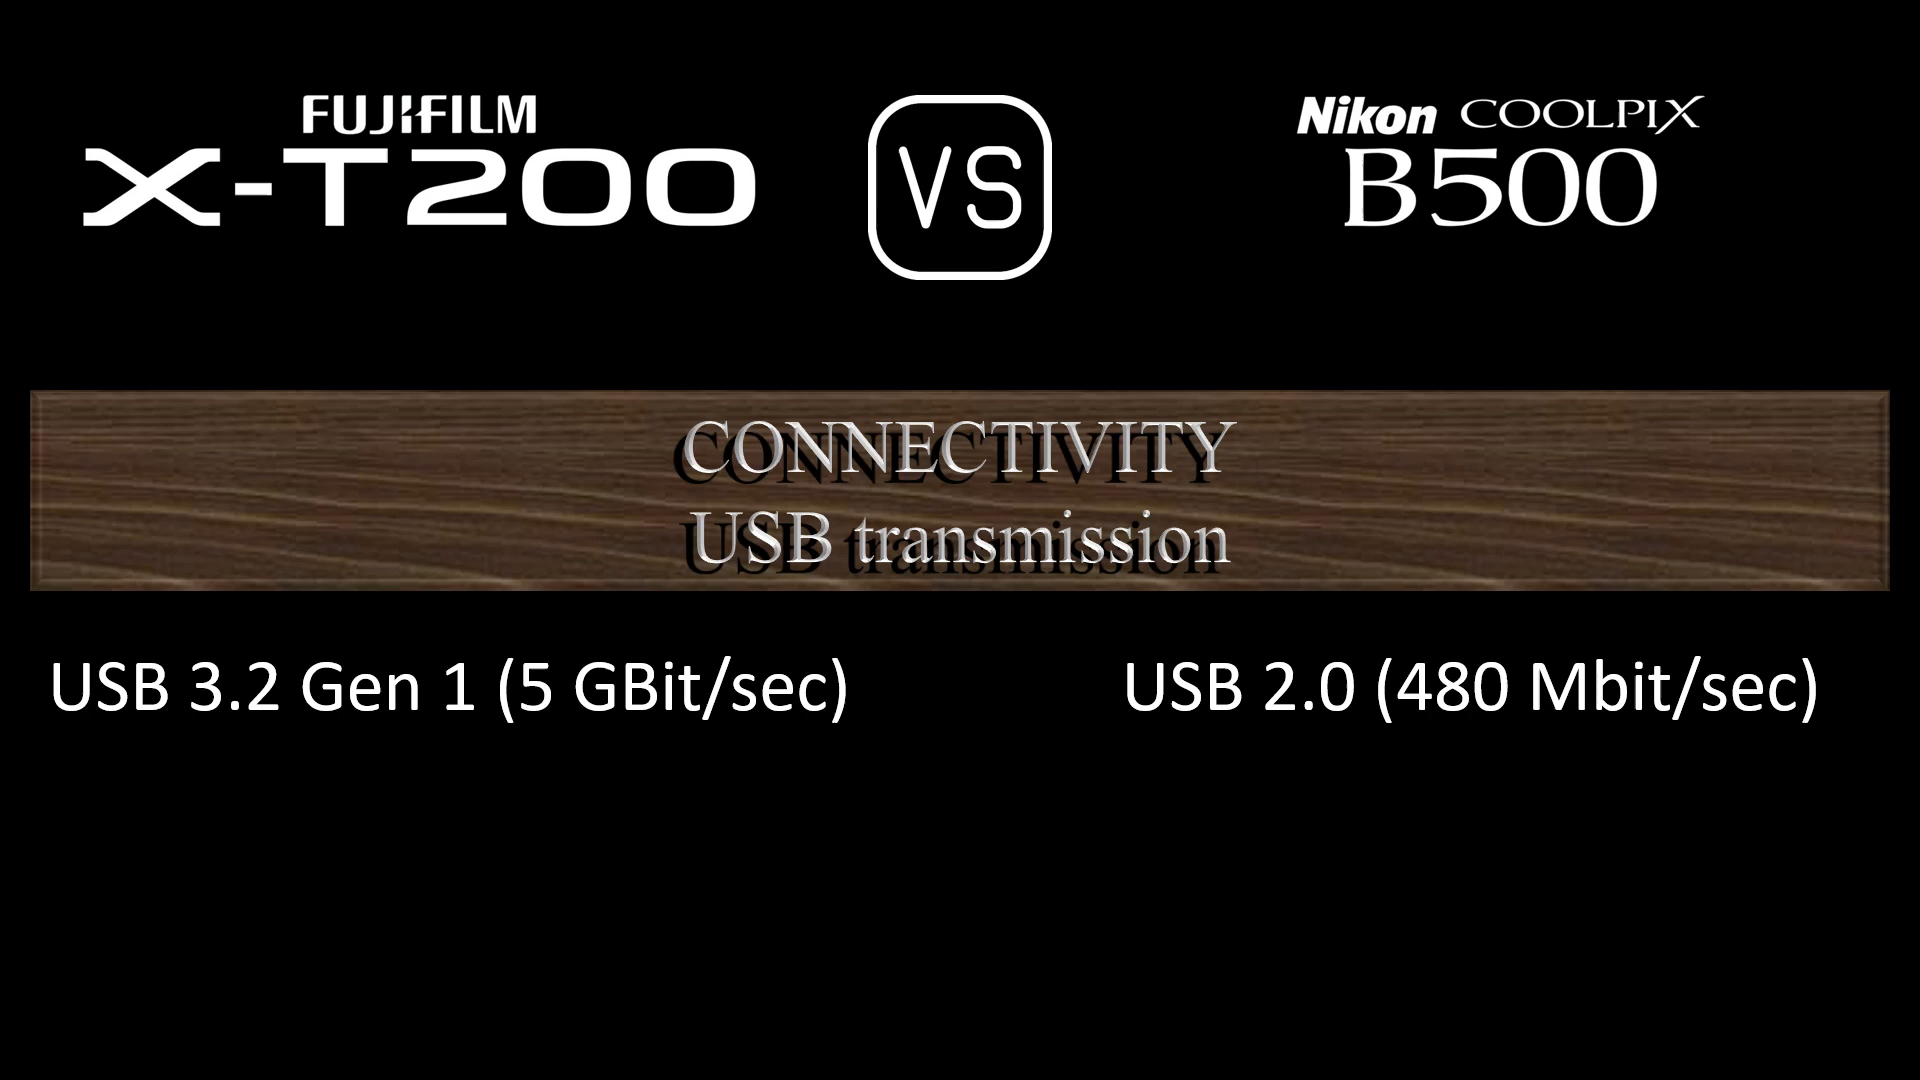 FUJIFILM
X-T200
VS
Nikon COOLPIX
B500
CONNECTIVITY
USB transmission
USB 3.2 Gen 1 (5 GBit/sec)
USB 2.0 (480 Mbit/sec)